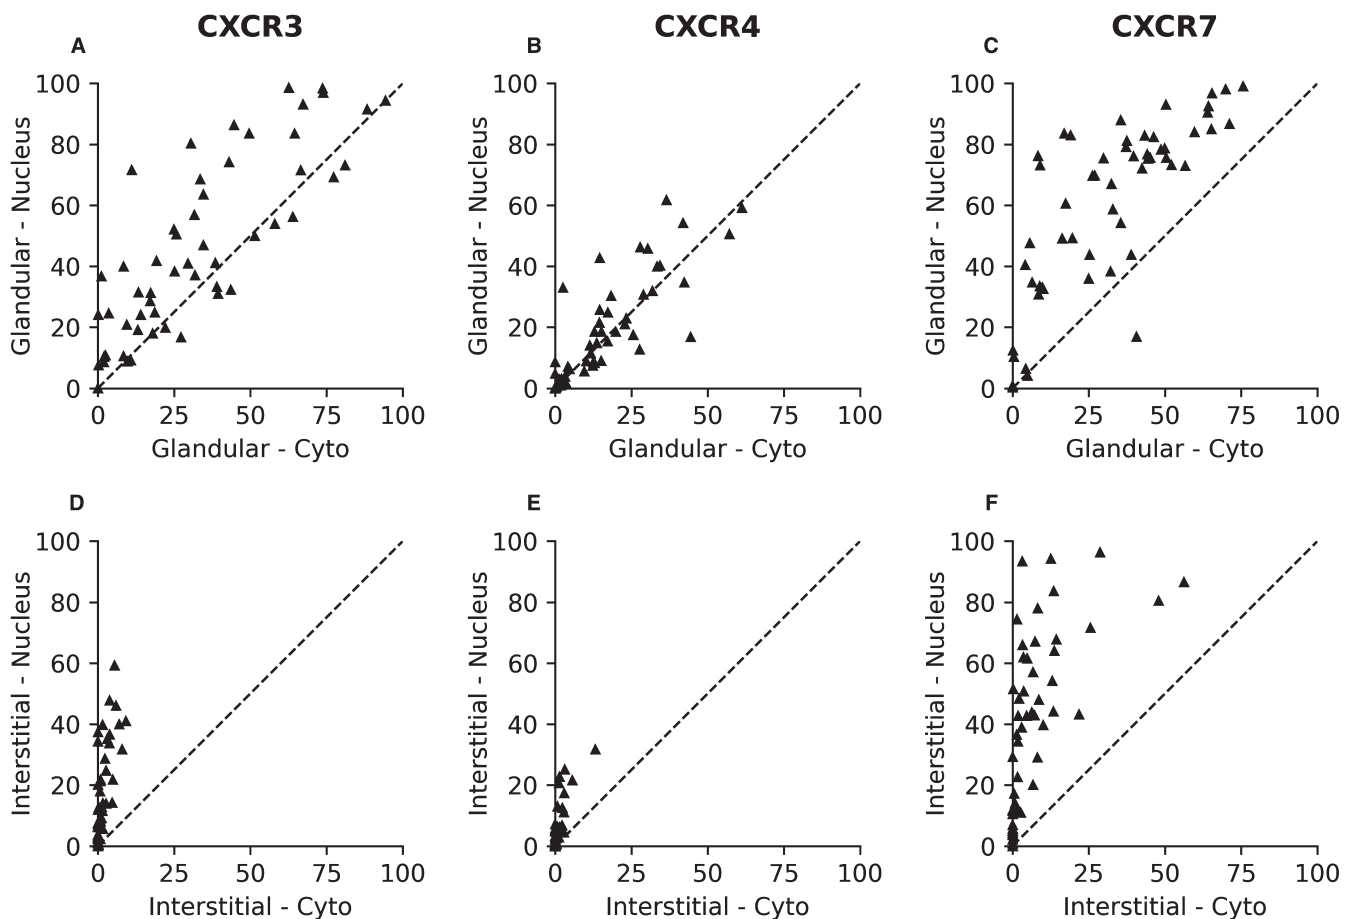 CXCR3 CXCR4 CXCR7
A B C
Glandular - Nucleus
100
80
60
40
20
0
0 25 50 75 100
Glandular - Cyto
Glandular - Nucleus
100
80
60
40
20
0
0 25 50 75 100
Glandular - Cyto
Glandular - Nucleus
100
80
60
40
20
0
0 25 50 75 100
Glandular - Cyto
D E F
Interstitial - Nucleus
100
80
60
40
20
0
0 25 50 75 100
Interstitial - Cyto
Interstitial - Nucleus
100
80
60
40
20
0
0 25 50 75 100
Interstitial - Cyto
Interstitial - Nucleus
100
80
60
40
20
0
0 25 50 75 100
Interstitial - Cyto